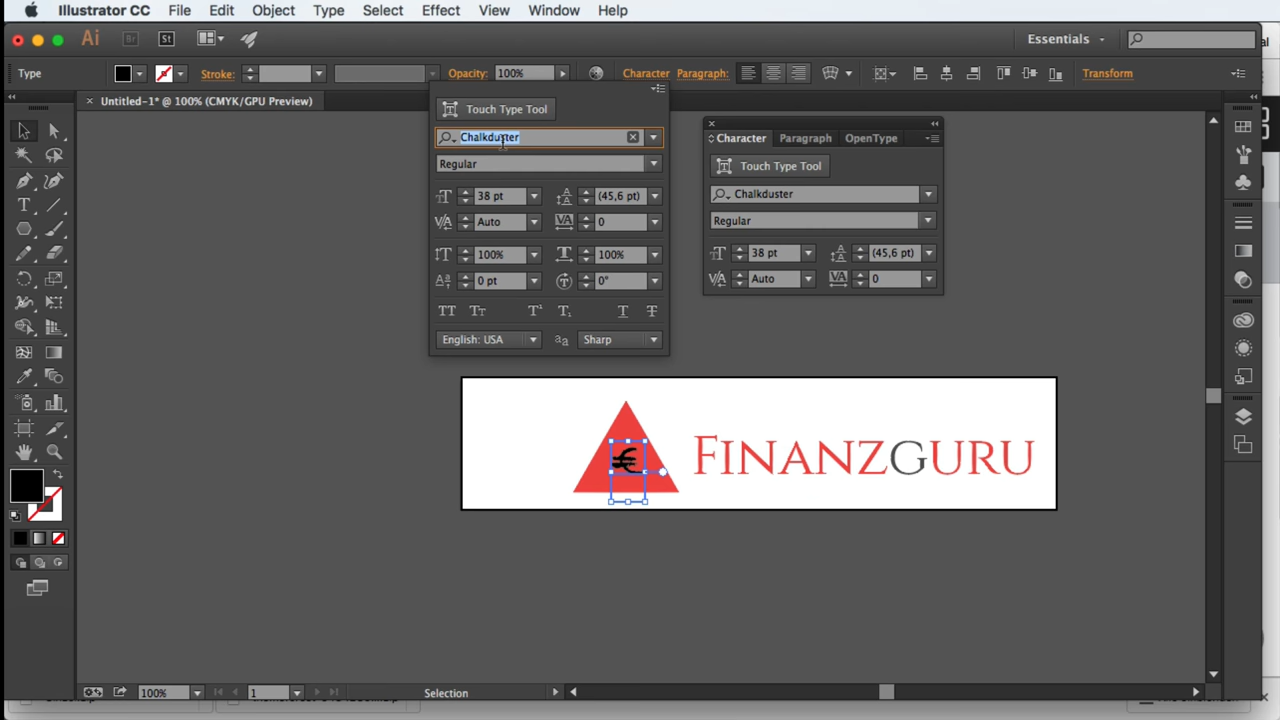 Illustrator CC File Edit Object Type Select Effect View Window Help
Ai Br St Essentials
Type Stroke: Opacity: 100% Character Paragraph: Transform
× Untitled-1* @ 100% (CMYK/GPU Preview)
Touch Type Tool
Chalkduster
Regular
38 pt (45,6 pt)
Auto 0
100% 100%
0 pt 0°
English: USA Sharp
Character Paragraph OpenType
Touch Type Tool
Chalkduster
Regular
38 pt (45,6 pt)
Auto 0
€ FINANZGURU
100% 1 Selection